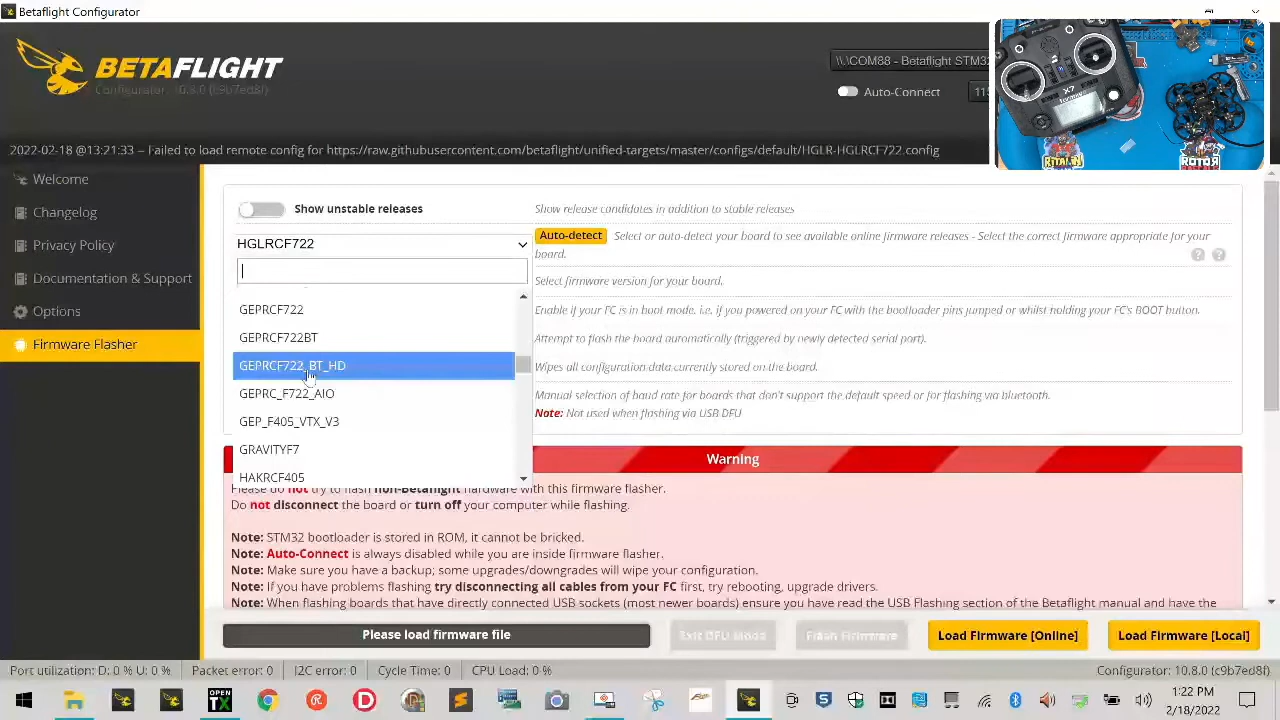 Betaflight Configurator
BETAFLIGHT
Configurator 10.8.0 (c9b7ed8f)
\\.\COM88 - Betaflight STM32
Auto-Connect
115
2022-02-18 @13:21:33 -- Failed to load remote config for https://raw.githubusercontent.com/betaflight/unified-targets/master/configs/default/HGLR-HGLRCF722.config
X7
RITALIN
ROTOR
Welcome
Changelog
Privacy Policy
Documentation & Support
Options
Firmware Flasher
Show unstable releases
Show release candidates in addition to stable releases
HGLRCF722
Auto-detect Select or auto-detect your board to see available online firmware releases - Select the correct firmware appropriate for your
board.
Select firmware version for your board.
GEPRCF722
Enable if your FC is in boot mode. i.e. if you powered on your FC with the bootloader pins jumped or whilst holding your FC's BOOT button.
GEPRCF722BT
Attempt to flash the board automatically (triggered by newly detected serial port).
GEPRCF722_BT_HD
Wipes all configuration data currently stored on the board.
GEPRC_F722_AIO
Manual selection of baud rate for boards that don't support the default speed or for flashing via bluetooth.
Note: Not used when flashing via USB DFU
GEP_F405_VTX_V3
GRAVITYF7
HAKRCF405
Warning
Please do not try to flash non-Betaflight hardware with this firmware flasher.
Do not disconnect the board or turn off your computer while flashing.
Note: STM32 bootloader is stored in ROM, it cannot be bricked.
Note: Auto-Connect is always disabled while you are inside firmware flasher.
Note: Make sure you have a backup; some upgrades/downgrades will wipe your configuration.
Note: If you have problems flashing try disconnecting all cables from your FC first, try rebooting, upgrade drivers.
Note: When flashing boards that have directly connected USB sockets (most newer boards) ensure you have read the USB Flashing section of the Betaflight manual and have the
Please load firmware file
Exit DFU Mode
Flash Firmware
Load Firmware [Online]
Load Firmware [Local]
Port utilization: D: 0 % U: 0 %
Packet error: 0
I2C error: 0
Cycle Time: 0
CPU Load: 0 %
Configurator: 10.8.0 (c9b7ed8f)
OPEN
TX
1:22 PM
2/18/2022